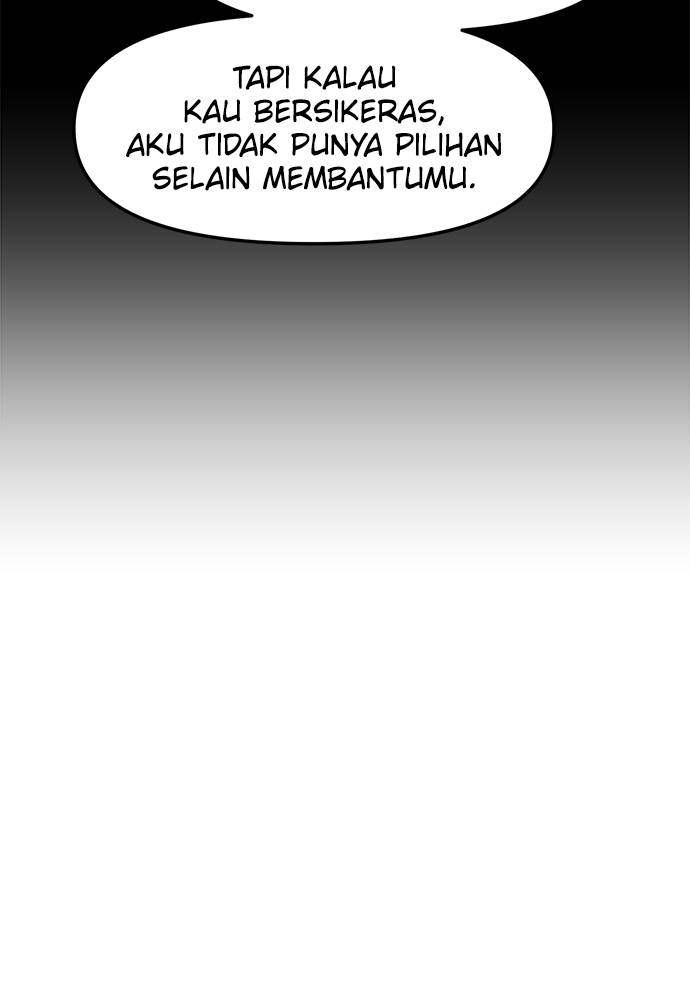 TAPI KALAU
KAU BERSIKERAS,
AKU TIDAK PUNYA PILIHAN
SELAIN MEMBANTUMU.